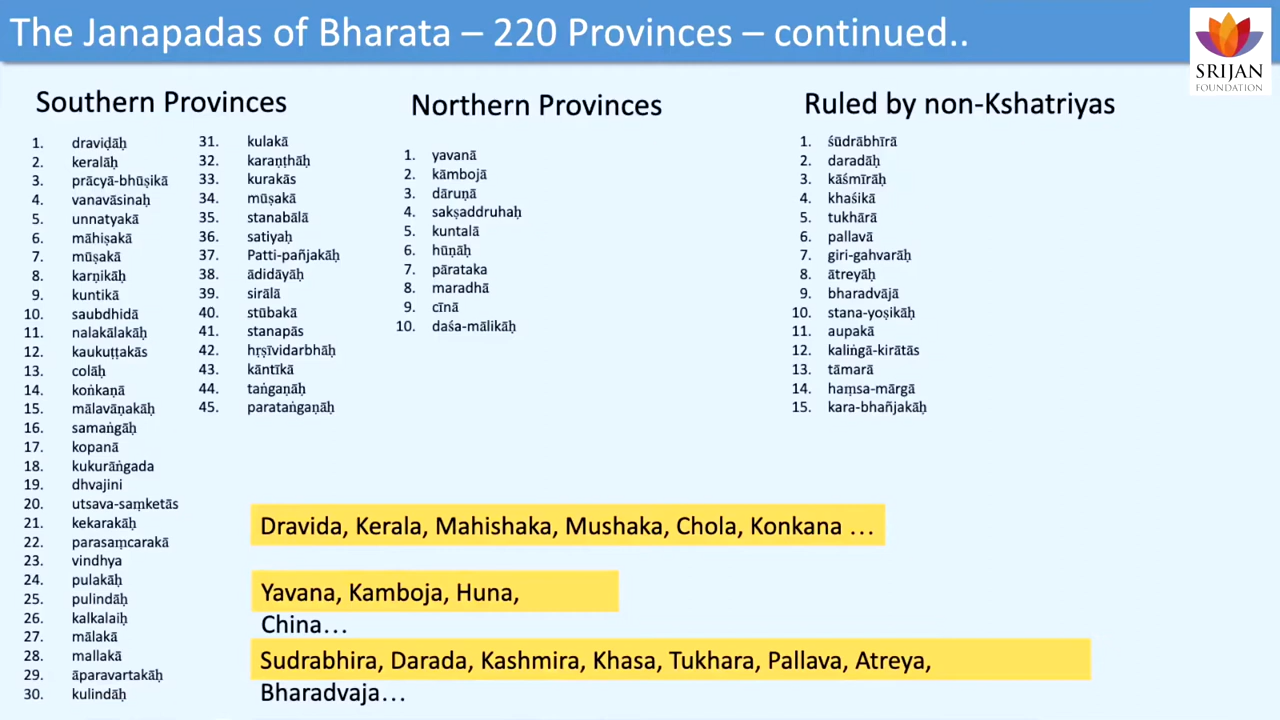 The Janapadas of Bharata – 220 Provinces – continued..
SRIJAN
FOUNDATION
Southern Provinces
1. draviḍāḥ
2. keralāḥ
3. prācyā-bhūṣikā
4. vanavāsinaḥ
5. unnatyakā
6. māhiṣakā
7. mūṣakā
8. karṇikāḥ
9. kuntikā
10. saubdhidā
11. nalakālakāḥ
12. kaukuṭṭakās
13. colāḥ
14. koṅkaṇā
15. mālavāṇakāḥ
16. samaṅgāḥ
17. kopanā
18. kukurāṅgada
19. dhvajini
20. utsava-saṃketās
21. kekarakāḥ
22. parasaṃcarakā
23. vindhya
24. pulakāḥ
25. pulindāḥ
26. kalkalaiḥ
27. mālakā
28. mallakā
29. āparavartakāḥ
30. kulindāḥ
31. kulakā
32. karaṇṭhāḥ
33. kurakās
34. mūṣakā
35. stanabālā
36. satiyaḥ
37. Patti-pañjakāḥ
38. ādidāyāḥ
39. sirālā
40. stūbakā
41. stanapās
42. hṛṣīvidarbhāḥ
43. kāntīkā
44. taṅgaṇāḥ
45. parataṅgaṇāḥ
Northern Provinces
1. yavanā
2. kāmbojā
3. dāruṇā
4. sakṣaddruhaḥ
5. kuntalā
6. hūṇāḥ
7. pārataka
8. maradhā
9. cīnā
10. daśa-mālikāḥ
Ruled by non-Kshatriyas
1. śūdrābhīrā
2. daradāḥ
3. kāśmīrāḥ
4. khaśikā
5. tukhārā
6. pallavā
7. giri-gahvarāḥ
8. ātreyāḥ
9. bharadvājā
10. stana-yoṣikāḥ
11. aupakā
12. kaliṅgā-kirātās
13. tāmarā
14. haṃsa-mārgā
15. kara-bhañjakāḥ
Dravida, Kerala, Mahishaka, Mushaka, Chola, Konkana …
Yavana, Kamboja, Huna,
China…
Sudrabhira, Darada, Kashmira, Khasa, Tukhara, Pallava, Atreya,
Bharadvaja…